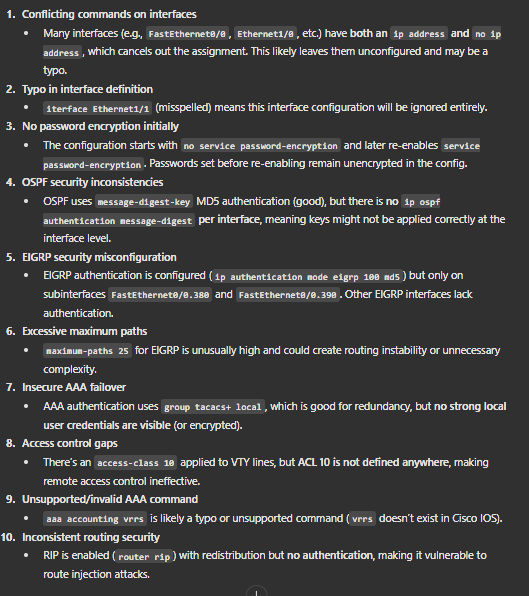 1. Conflicting commands on interfaces
• Many interfaces (e.g., FastEthernet0/0, Ethernet1/0, etc.) have both an ip address and no ip
address, which cancels out the assignment. This likely leaves them unconfigured and may be a
typo.
2. Typo in interface definition
• iterface Ethernet1/1 (misspelled) means this interface configuration will be ignored entirely.
3. No password encryption initially
• The configuration starts with no service password-encryption and later re-enables service
password-encryption. Passwords set before re-enabling remain unencrypted in the config.
4. OSPF security inconsistencies
• OSPF uses message-digest-key MD5 authentication (good), but there is no ip ospf
authentication message-digest per interface, meaning keys might not be applied correctly at the
interface level.
5. EIGRP security misconfiguration
• EIGRP authentication is configured (ip authentication mode eigrp 100 md5) but only on
subinterfaces FastEthernet0/0.380 and FastEthernet0/0.390. Other EIGRP interfaces lack
authentication.
6. Excessive maximum paths
• maximum-paths 25 for EIGRP is unusually high and could create routing instability or unnecessary
complexity.
7. Insecure AAA failover
• AAA authentication uses group tacacs+ local, which is good for redundancy, but no strong local
user credentials are visible (or encrypted).
8. Access control gaps
• There's an access-class 10 applied to VTY lines, but ACL 10 is not defined anywhere, making
remote access control ineffective.
9. Unsupported/invalid AAA command
• aaa accounting vrrs is likely a typo or unsupported command (vrrs doesn't exist in Cisco IOS).
10. Inconsistent routing security
• RIP is enabled (router rip) with redistribution but no authentication, making it vulnerable to
route injection attacks.